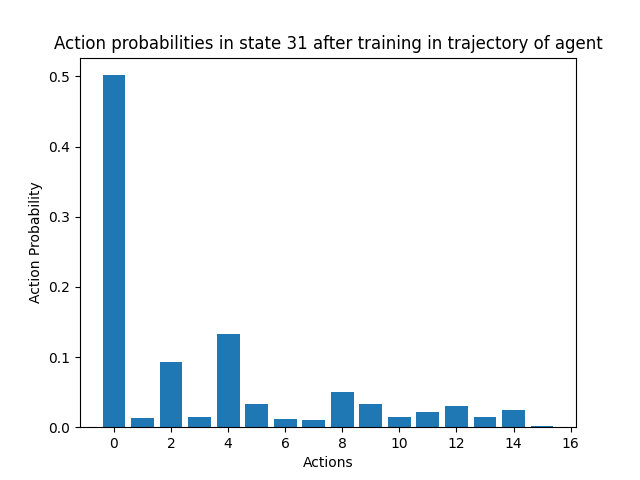 Action probabilities in state 31 after training in trajectory of agent
0.5
0.4
0.3
0.2
0.1
0.0
Action Probability
0 2 4 6 8 10 12 14 16
Actions